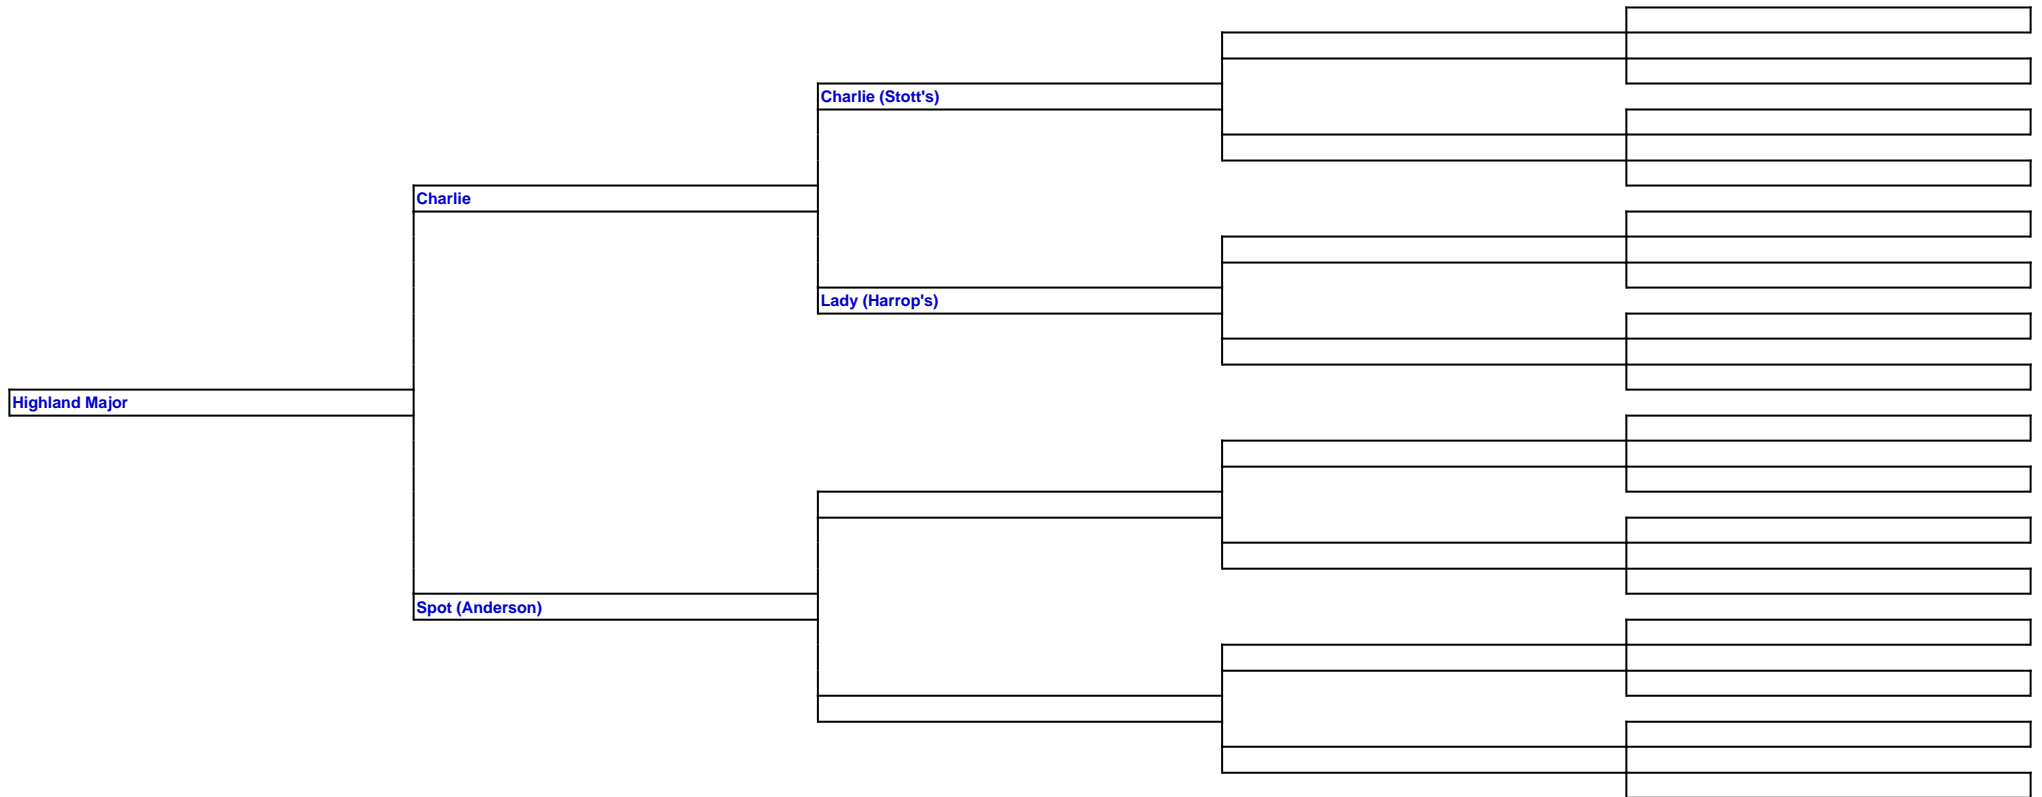 Charlie (Stott's)
Charlie
Lady (Harrop's)
Highland Major
Spot (Anderson)